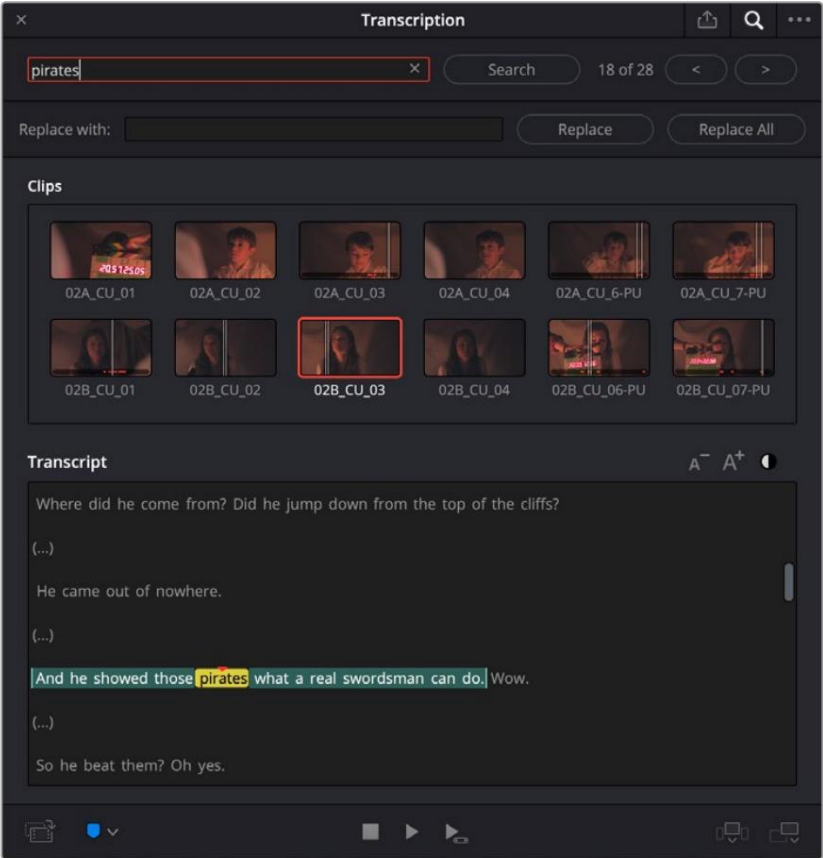 Transcription
pirates
Search
18 of 28
Replace with:
Replace
Replace All
Clips
02A_CU_01
02A_CU_02
02A_CU_03
02A_CU_04
02A_CU_6-PU
02A_CU_7-PU
02B_CU_01
02B_CU_02
02B_CU_03
02B_CU_04
02B_CU_06-PU
02B_CU_07-PU
Transcript
A- A+
Where did he come from? Did he jump down from the top of the cliffs?
(...)
He came out of nowhere.
(...)
And he showed those pirates what a real swordsman can do. Wow.
(...)
So he beat them? Oh yes.